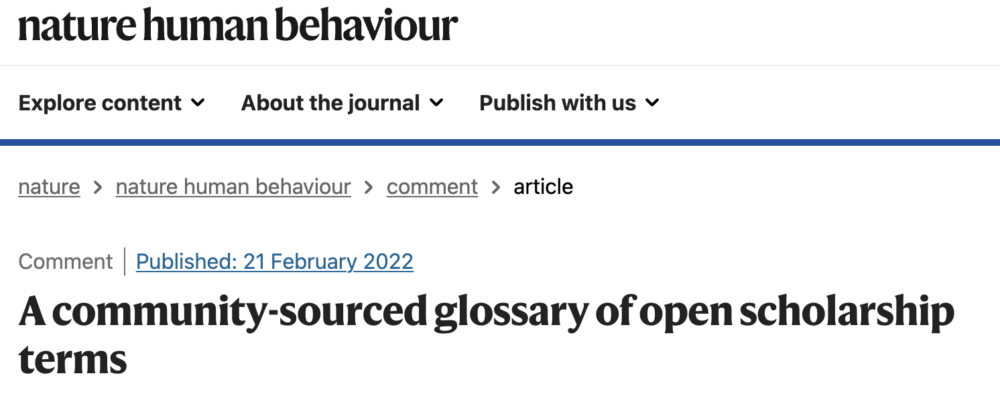 nature human behaviour
Explore content About the journal Publish with us
nature > nature human behaviour > comment > article
Comment | Published: 21 February 2022
A community-sourced glossary of open scholarship
terms